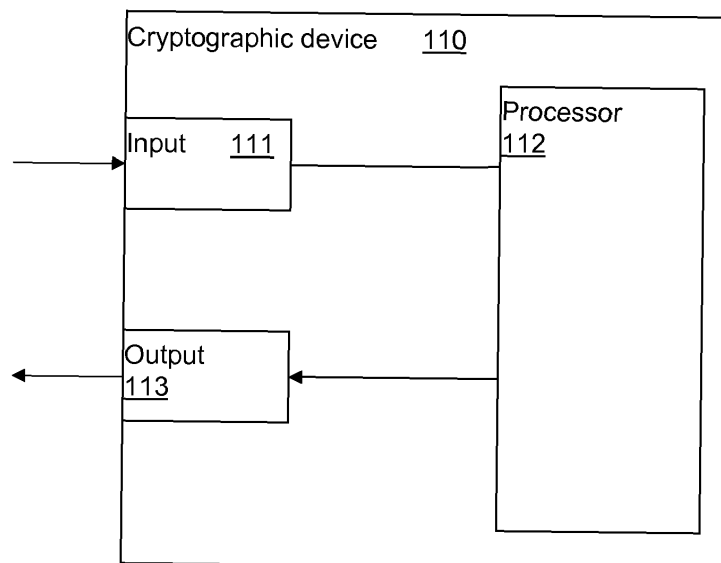 Cryptographic device 110
Processor
112
Input 111
Output
113